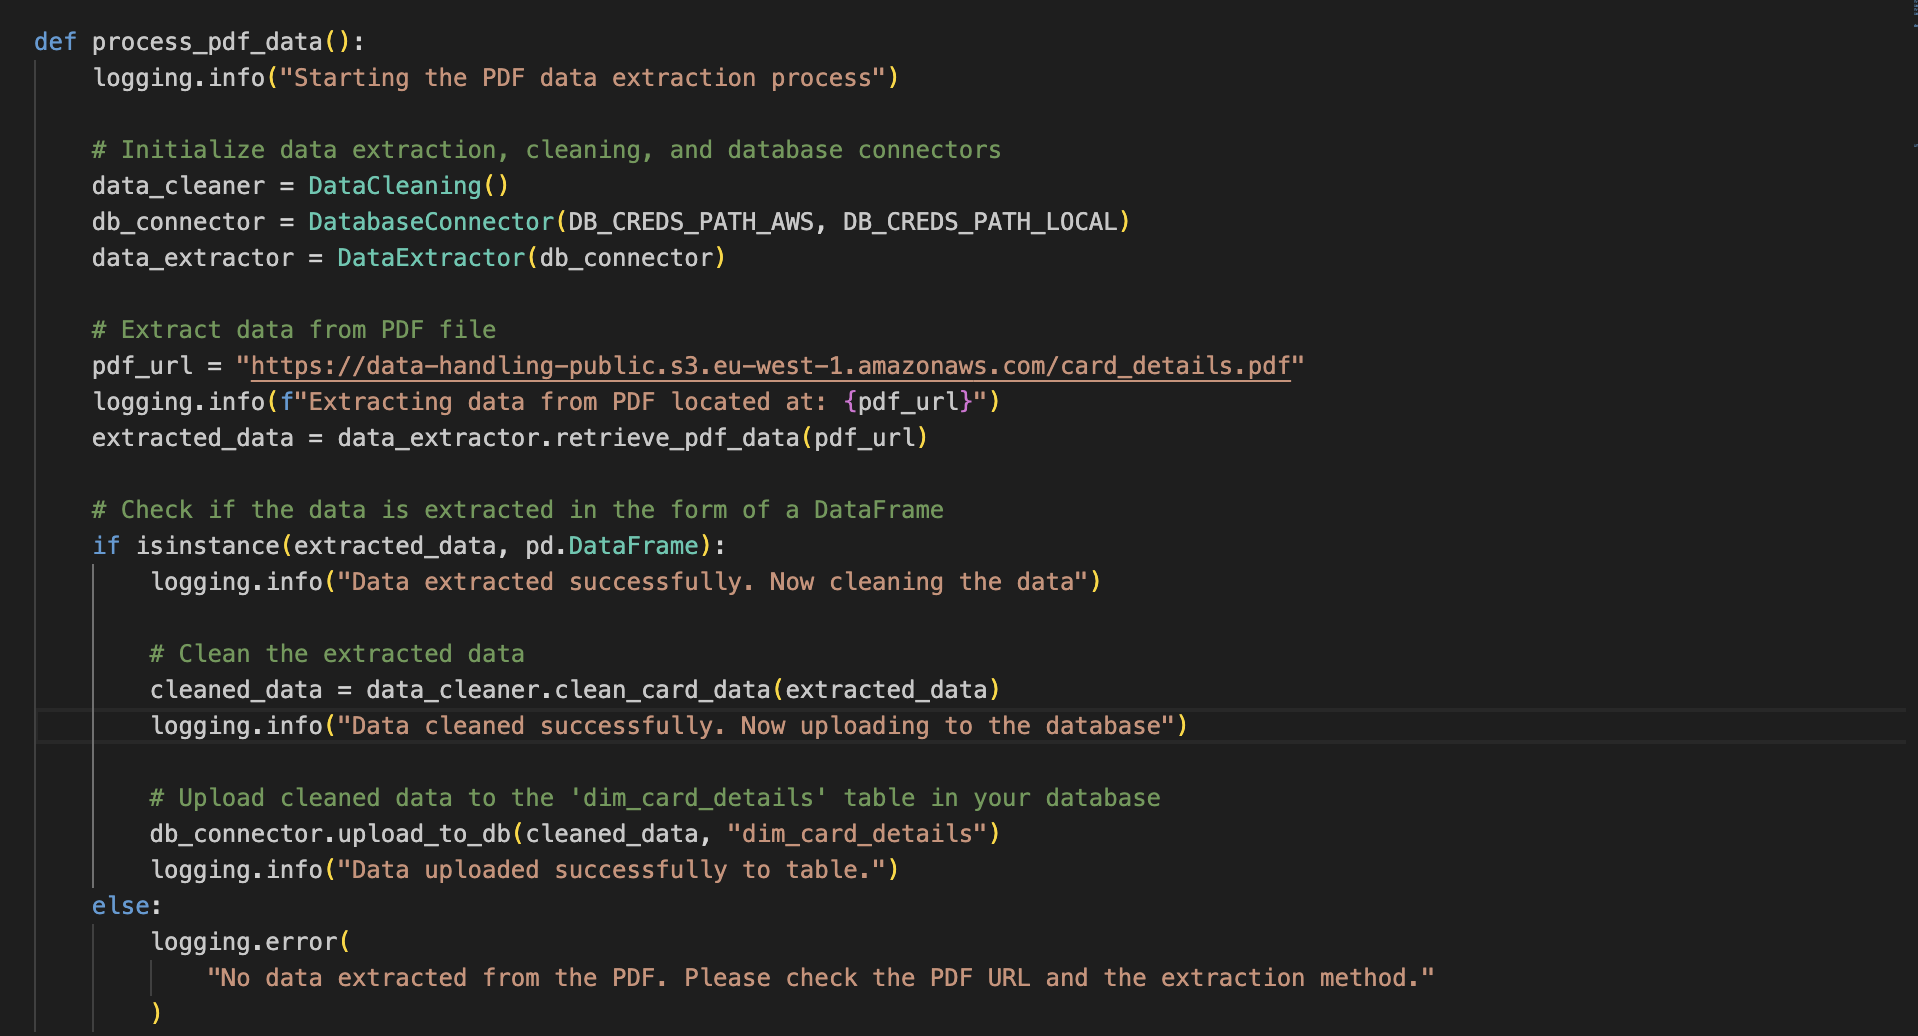 def process_pdf_data():
    logging.info("Starting the PDF data extraction process")

    # Initialize data extraction, cleaning, and database connectors
    data_cleaner = DataCleaning()
    db_connector = DatabaseConnector(DB_CREDS_PATH_AWS, DB_CREDS_PATH_LOCAL)
    data_extractor = DataExtractor(db_connector)

    # Extract data from PDF file
    pdf_url = "https://data-handling-public.s3.eu-west-1.amazonaws.com/card_details.pdf"
    logging.info(f"Extracting data from PDF located at: {pdf_url}")
    extracted_data = data_extractor.retrieve_pdf_data(pdf_url)

    # Check if the data is extracted in the form of a DataFrame
    if isinstance(extracted_data, pd.DataFrame):
        logging.info("Data extracted successfully. Now cleaning the data")

        # Clean the extracted data
        cleaned_data = data_cleaner.clean_card_data(extracted_data)
        logging.info("Data cleaned successfully. Now uploading to the database")

        # Upload cleaned data to the 'dim_card_details' table in your database
        db_connector.upload_to_db(cleaned_data, "dim_card_details")
        logging.info("Data uploaded successfully to table.")
    else:
        logging.error(
            "No data extracted from the PDF. Please check the PDF URL and the extraction method."
        )